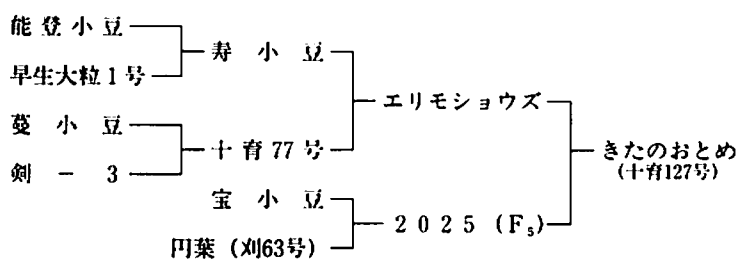 能登小豆
早生大粒1号
寿小豆
蔓小豆
剣-3
十育77号
エリモショウズ
宝小豆
円葉(刈63号)
2025(F₅)
きたのおとめ
(十育127号)